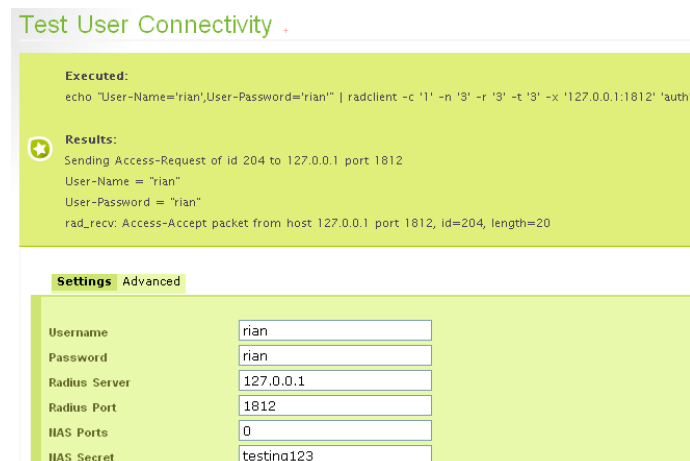 Test User Connectivity +
Executed:
echo "User-Name='rian',User-Password='rian'" | radclient -c '1' -n '3' -r '3' -t '3' -x '127.0.0.1:1812' 'auth'
Results:
Sending Access-Request of id 204 to 127.0.0.1 port 1812
User-Name = "rian"
User-Password = "rian"
rad_recv: Access-Accept packet from host 127.0.0.1 port 1812, id=204, length=20
Settings Advanced
Username rian
Password rian
Radius Server 127.0.0.1
Radius Port 1812
NAS Ports 0
NAS Secret testing123